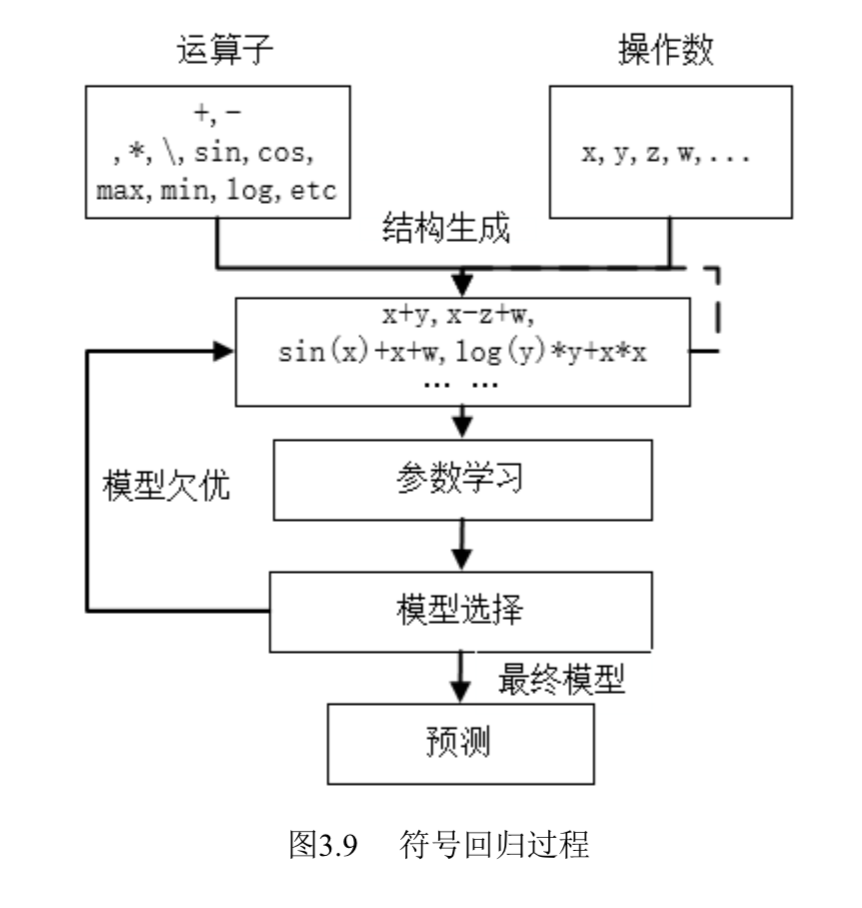 运算子
操作数
+,-
,*,\,sin,cos,
max,min,log,etc
x,y,z,w,...
结构生成
x+y,x-z+w,
sin(x)+x+w,log(y)*y+x*x
… …
参数学习
模型欠优
模型选择
最终模型
预测
图3.9 符号回归过程